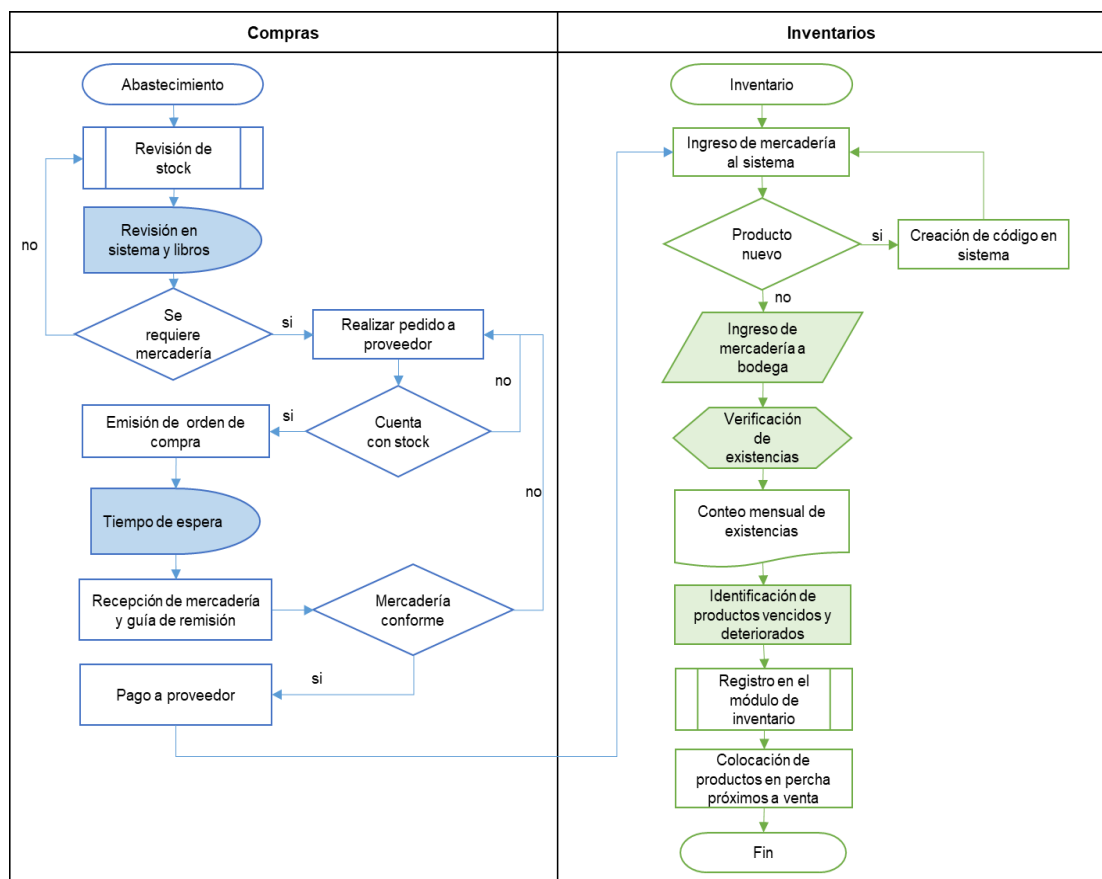 Compras
Abastecimiento
Revisión de
stock
Revisión en
sistema y libros
no
Se
requiere
mercadería
si
Realizar pedido a
proveedor
no
Cuenta
con stock
si
Emisión de orden de
compra
no
Tiempo de espera
Recepción de mercadería
y guía de remisión
Mercadería
conforme
si
Pago a proveedor
Inventarios
Inventario
Ingreso de mercadería
al sistema
Producto
nuevo
si
Creación de código en
sistema
no
Ingreso de
mercadería a
bodega
Verificación
de
existencias
Conteo mensual de
existencias
Identificación de
productos vencidos y
deteriorados
Registro en el
módulo de
inventario
Colocación de
productos en percha
próximos a venta
Fin